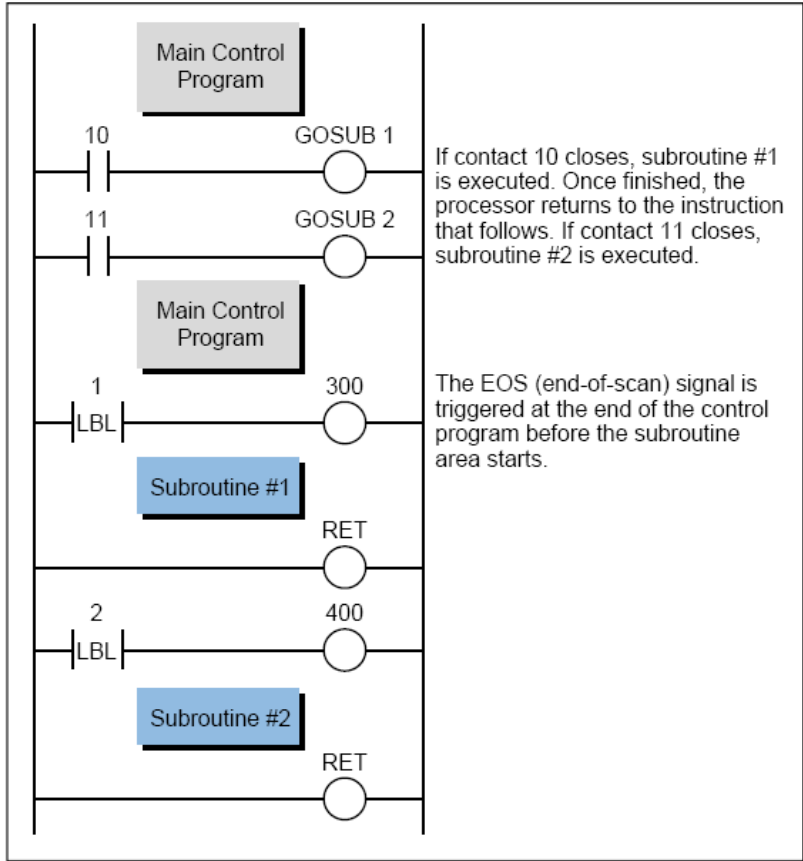 Main Control
Program
10
GOSUB 1
If contact 10 closes, subroutine #1
is executed. Once finished, the
processor returns to the instruction
that follows. If contact 11 closes,
subroutine #2 is executed.
11
GOSUB 2
Main Control
Program
1
300
LBL
The EOS (end-of-scan) signal is
triggered at the end of the control
program before the subroutine
area starts.
Subroutine #1
RET
2
400
LBL
Subroutine #2
RET